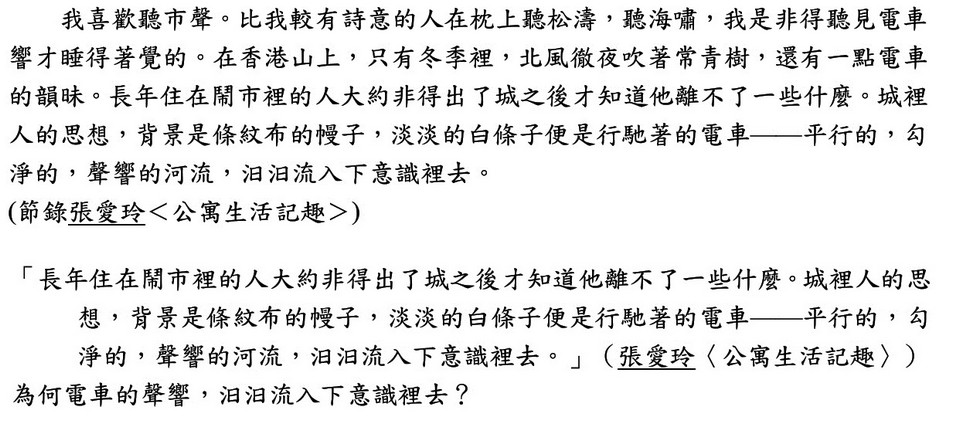 我喜歡聽市聲。比我較有詩意的人在枕上聽松濤，聽海嘯，我是非得聽見電車
響才睡得著覺的。在香港山上，只有冬季裡，北風徹夜吹著常青樹，還有一點電車
的韻味。長年住在鬧市裡的人大約非得出了城之後才知道他離不了一些什麼。城裡
人的思想，背景是條紋布的幔子，淡淡的白條子便是行馳著的電車——平行的，勻
淨的，聲響的河流，汩汩流入下意識裡去。
(節錄張愛玲＜公寓生活記趣＞)
「長年住在鬧市裡的人大約非得出了城之後才知道他離不了一些什麼。城裡人的思
想，背景是條紋布的幔子，淡淡的白條子便是行馳著的電車——平行的，勻
淨的，聲響的河流，汩汩流入下意識裡去。」（張愛玲〈公寓生活記趣〉）
為何電車的聲響，汩汩流入下意識裡去？